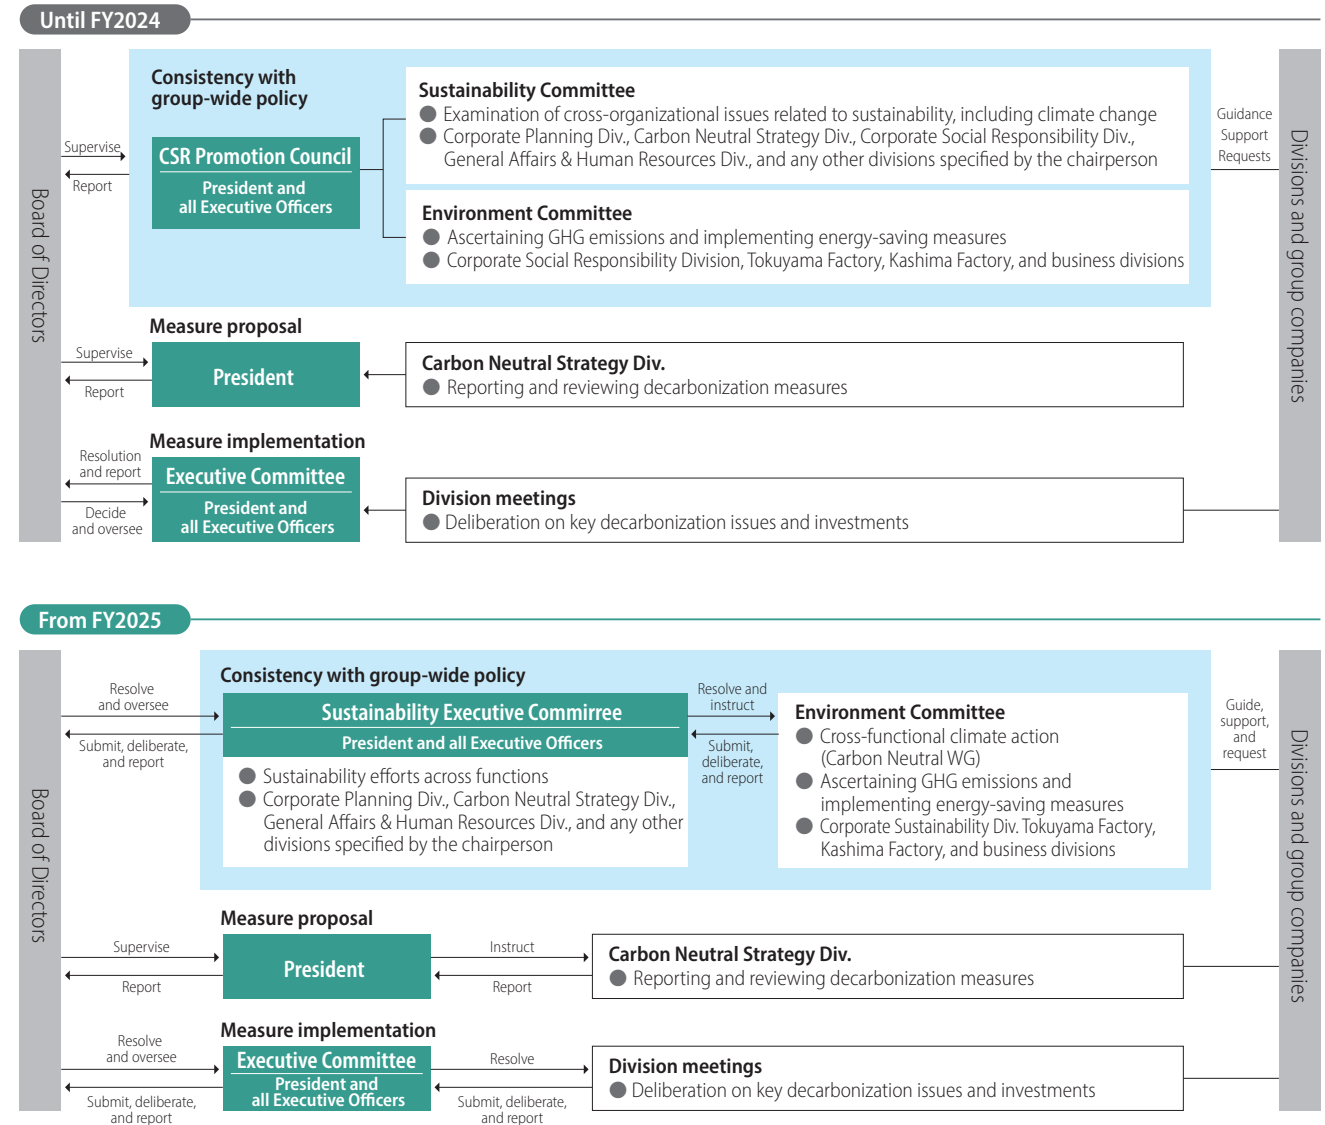 Until FY2024
Board of Directors
Supervise
Report
Consistency with
group-wide policy
CSR Promotion Council
President and
all Executive Officers
Sustainability Committee
● Examination of cross-organizational issues related to sustainability, including climate change
● Corporate Planning Div., Carbon Neutral Strategy Div., Corporate Social Responsibility Div.,
General Affairs & Human Resources Div., and any other divisions specified by the chairperson
Environment Committee
● Ascertaining GHG emissions and implementing energy-saving measures
● Corporate Social Responsibility Division, Tokuyama Factory, Kashima Factory, and business divisions
Guidance
Support
Requests
Divisions and group companies
Measure proposal
Supervise
Report
President
Carbon Neutral Strategy Div.
● Reporting and reviewing decarbonization measures
Measure implementation
Resolution
and report
Decide
and oversee
Executive Committee
President and
all Executive Officers
Division meetings
● Deliberation on key decarbonization issues and investments
From FY2025
Board of Directors
Resolve
and oversee
Submit, deliberate,
and report
Consistency with group-wide policy
Sustainability Executive Commirree
President and all Executive Officers
● Sustainability efforts across functions
● Corporate Planning Div., Carbon Neutral Strategy Div.,
General Affairs & Human Resources Div., and any other
divisions specified by the chairperson
Resolve and
instruct
Submit,
deliberate,
and report
Environment Committee
● Cross-functional climate action
(Carbon Neutral WG)
● Ascertaining GHG emissions and
implementing energy-saving measures
● Corporate Sustainability Div. Tokuyama Factory,
Kashima Factory, and business divisions
Guide,
support,
and
request
Divisions and group companies
Measure proposal
Supervise
Report
President
Instruct
Report
Carbon Neutral Strategy Div.
● Reporting and reviewing decarbonization measures
Measure implementation
Resolve
and oversee
Submit, deliberate,
and report
Executive Committee
President and
all Executive Officers
Resolve
Submit, deliberate,
and report
Division meetings
● Deliberation on key decarbonization issues and investments